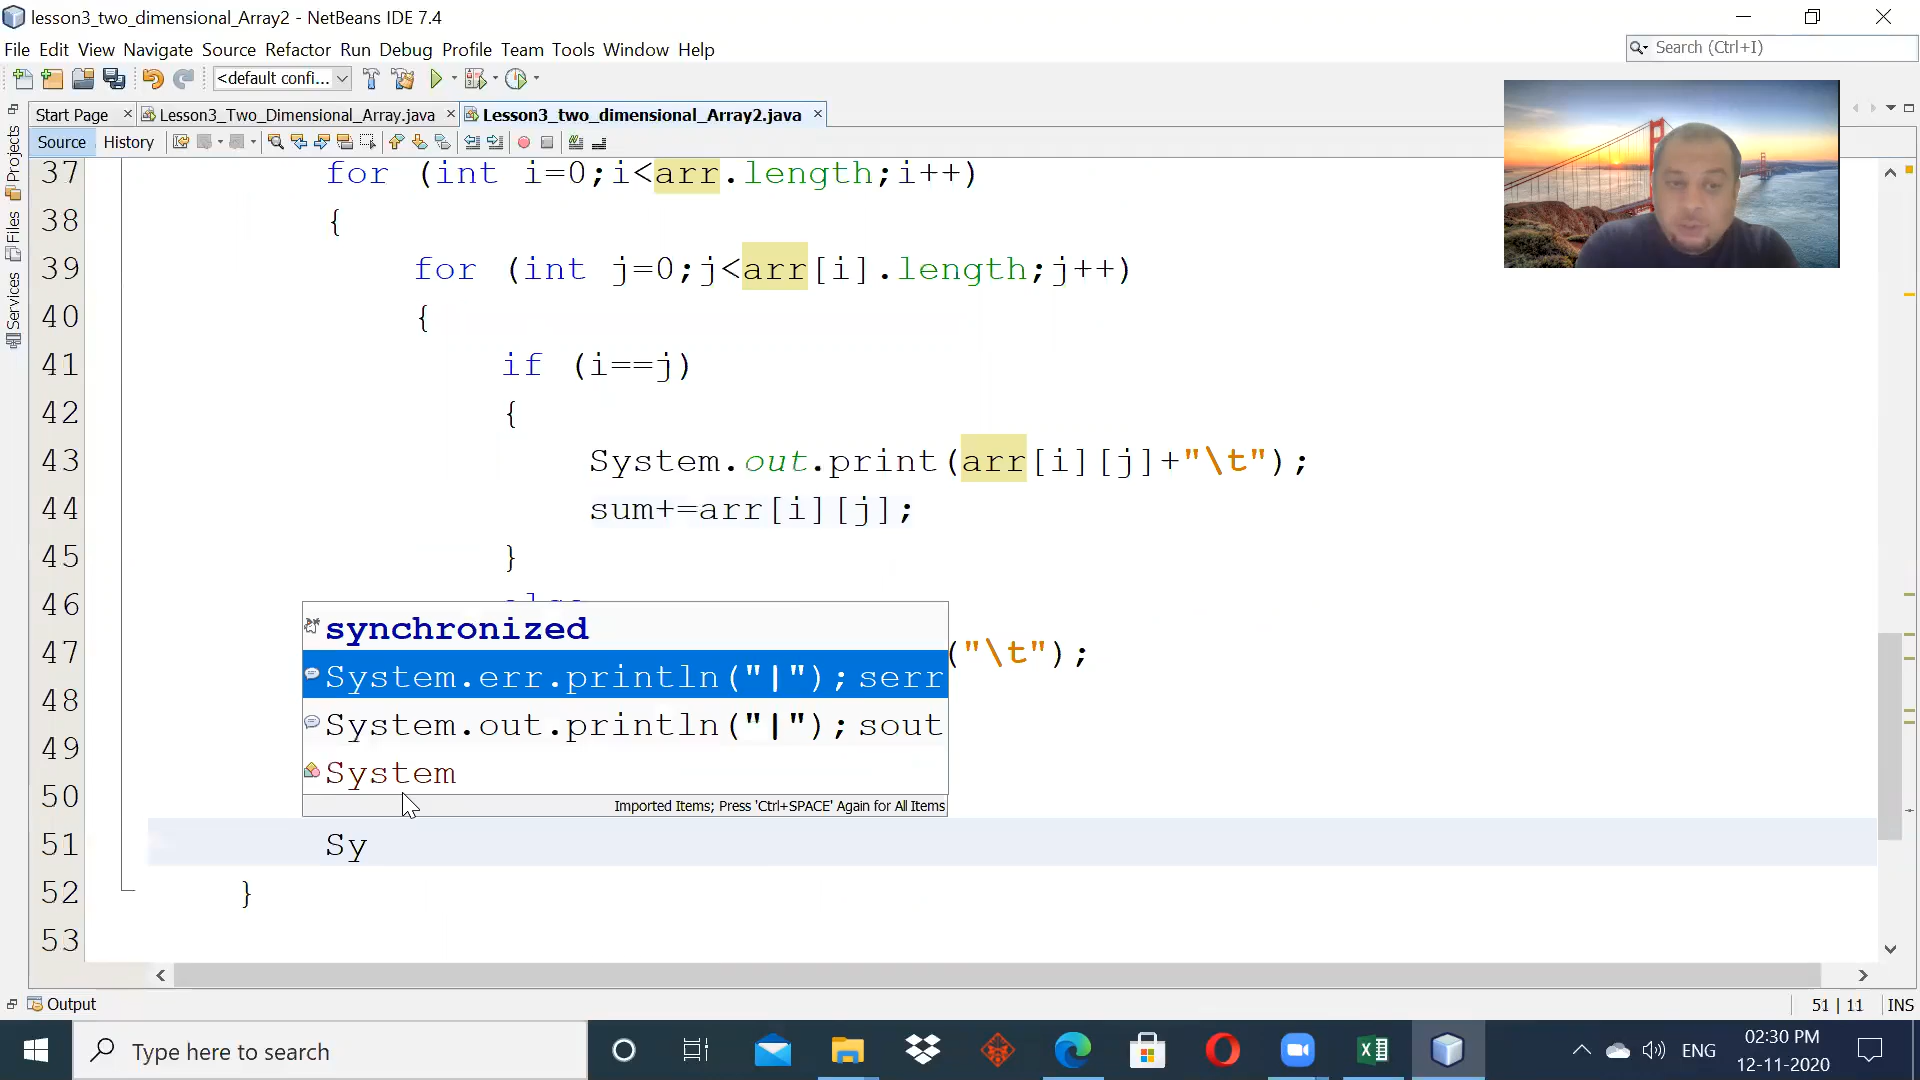 lesson3_two_dimensional_Array2 - NetBeans IDE 7.4
File Edit View Navigate Source Refactor Run Debug Profile Team Tools Window Help
Search (Ctrl+I)
<default confi...
Start Page Lesson3_Two_Dimensional_Array.java Lesson3_two_dimensional_Array2.java
Source History
Projects
Files
Services
37 for (int i=0;i<arr.length;i++)
38 {
39 for (int j=0;j<arr[i].length;j++)
40 {
41 if (i==j)
42 {
43 System.out.print(arr[i][j]+"\t");
44 sum+=arr[i][j];
45 }
46 else
synchronized
47 ("\t");
System.err.println("|"); serr
48
System.out.println("|"); sout
49
System
50
Imported Items; Press 'Ctrl+SPACE' Again for All Items
51 Sy
52 }
53
Output
51 | 11 INS
Type here to search
ENG
02:30 PM
12-11-2020